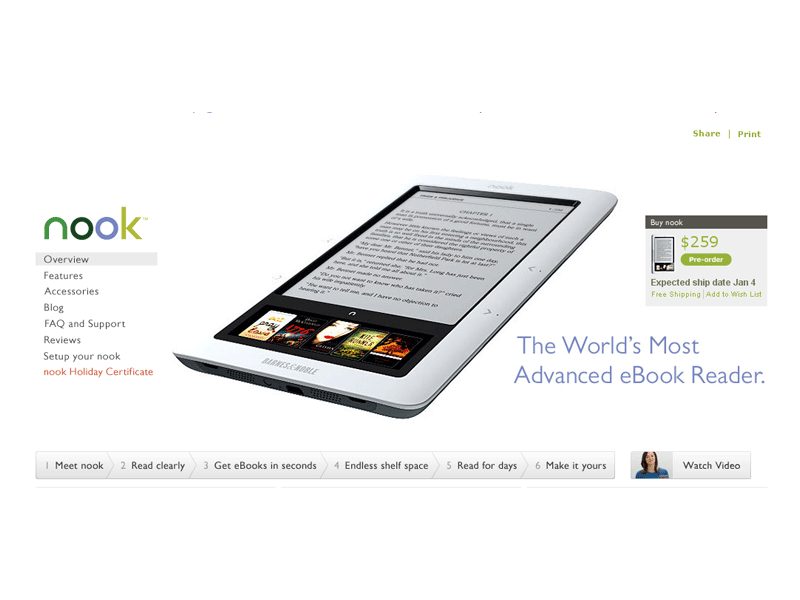 Share | Print
nook™
Overview
Features
Accessories
Blog
FAQ and Support
Reviews
Setup your nook
nook Holiday Certificate
nook
CHAPTER 1
It is a truth universally acknowledged, that a single
man in possession of a good fortune, must be in want
of a wife.
However little known the feelings or views of such a
man may be on his first entering a neighbourhood, this
truth is so well fixed in the minds of the surrounding
families, that he is considered the rightful property of
some one or other of their daughters.
"My dear Mr. Bennet," said his lady to him one day,
"have you heard that Netherfield Park is let at last?"
Mr. Bennet replied that he had not.
"But it is," returned she; "for Mrs. Long has just been
here, and she told me all about it."
Mr. Bennet made no answer.
"Do you not want to know who has taken it?" cried
his wife impatiently.
"You want to tell me, and I have no objection to
hearing it."
BARNES&NOBLE
Buy nook
$259
Pre-order
Expected ship date Jan 4
Free Shipping | Add to Wish List
The World's Most
Advanced eBook Reader.
1 Meet nook 2 Read clearly 3 Get eBooks in seconds 4 Endless shelf space 5 Read for days 6 Make it yours Watch Video